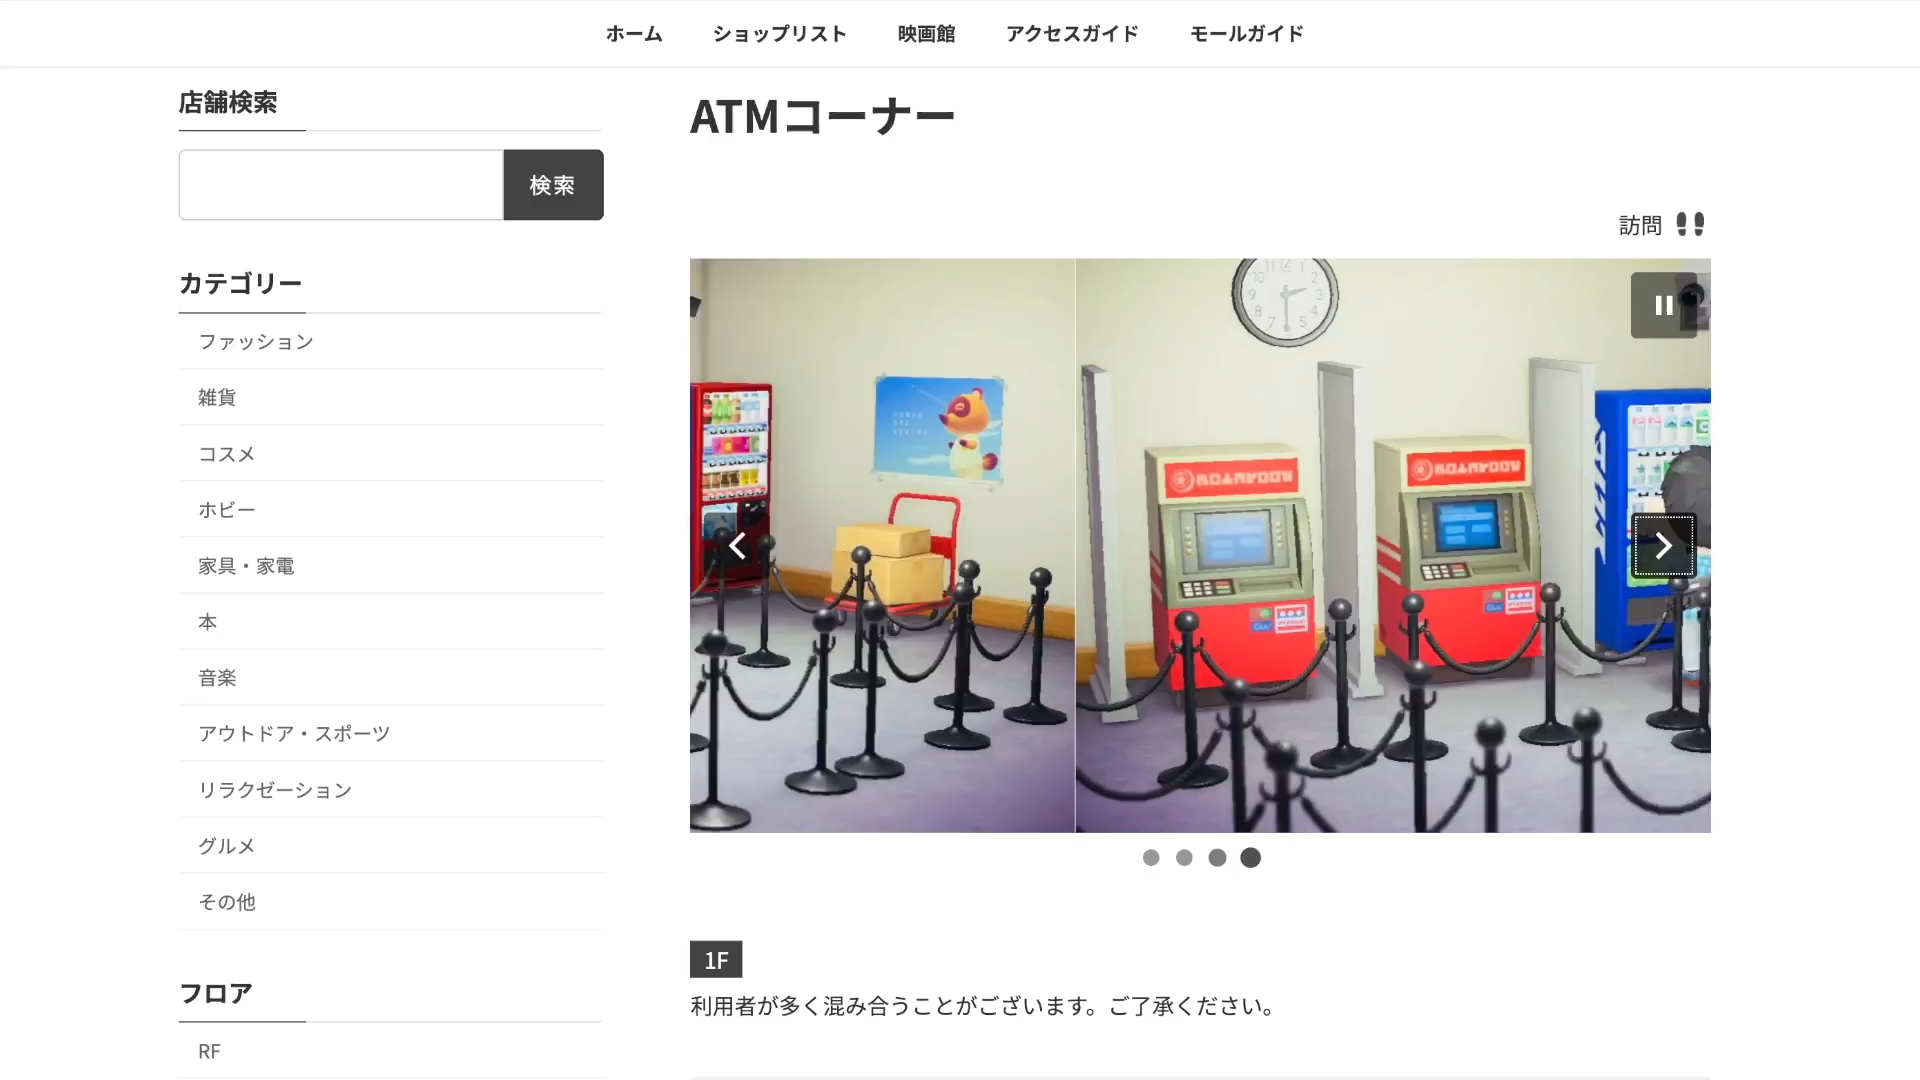 ホーム ショップリスト 映画館 アクセスガイド モールガイド
店舗検索
検索
カテゴリー
ファッション
雑貨
コスメ
ホビー
家具・家電
本
音楽
アウトドア・スポーツ
リラクゼーション
グルメ
その他
フロア
RF
ATMコーナー
訪問
1F
利用者が多く混み合うことがございます。ご了承ください。